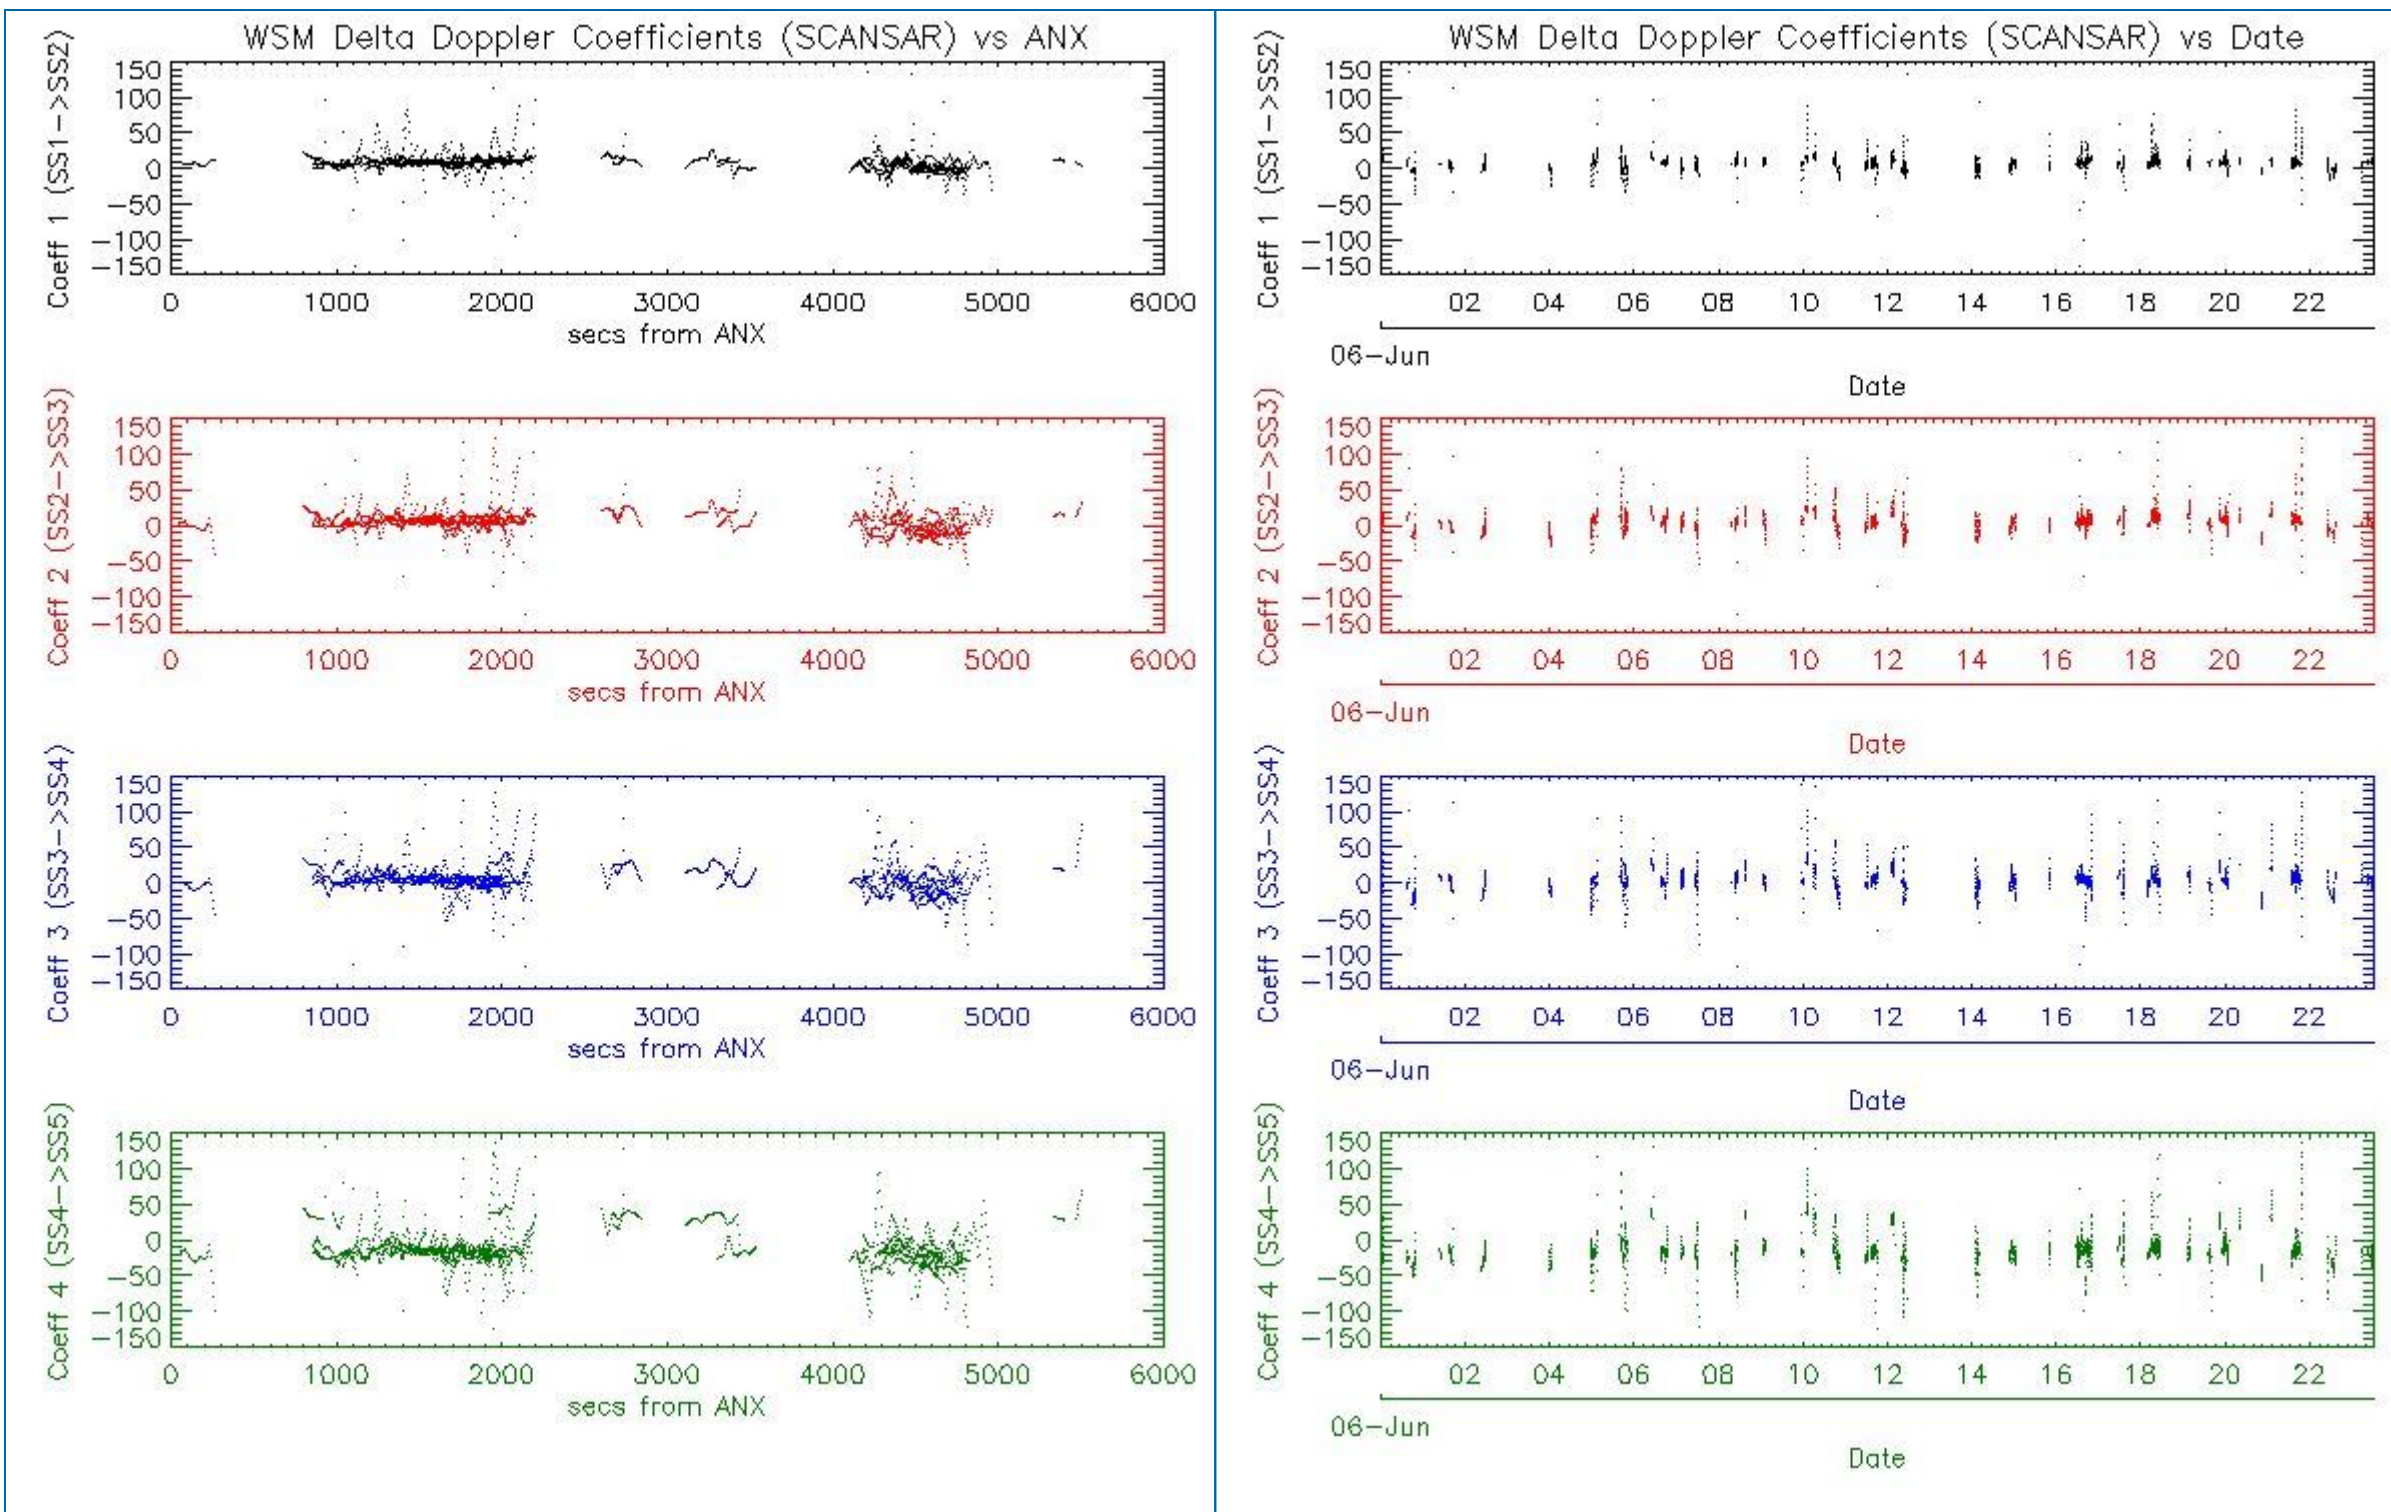 WSM Delta Doppler Coefficients (SCANSAR) vs ANX
Coeff 1 (SS1->SS2)
150
100
50
0
-50
-100
-150
0 1000 2000 3000 4000 5000 6000
secs from ANX
Coeff 2 (SS2->SS3)
150
100
50
0
-50
-100
-150
0 1000 2000 3000 4000 5000 6000
secs from ANX
Coeff 3 (SS3->SS4)
150
100
50
0
-50
-100
-150
0 1000 2000 3000 4000 5000 6000
secs from ANX
Coeff 4 (SS4->SS5)
150
100
50
0
-50
-100
-150
0 1000 2000 3000 4000 5000 6000
secs from ANX
WSM Delta Doppler Coefficients (SCANSAR) vs Date
Coeff 1 (SS1->SS2)
150
100
50
0
-50
-100
-150
02 04 06 08 10 12 14 16 18 20 22
06-Jun
Date
Coeff 2 (SS2->SS3)
150
100
50
0
-50
-100
-150
02 04 06 08 10 12 14 16 18 20 22
06-Jun
Date
Coeff 3 (SS3->SS4)
150
100
50
0
-50
-100
-150
02 04 06 08 10 12 14 16 18 20 22
06-Jun
Date
Coeff 4 (SS4->SS5)
150
100
50
0
-50
-100
-150
02 04 06 08 10 12 14 16 18 20 22
06-Jun
Date